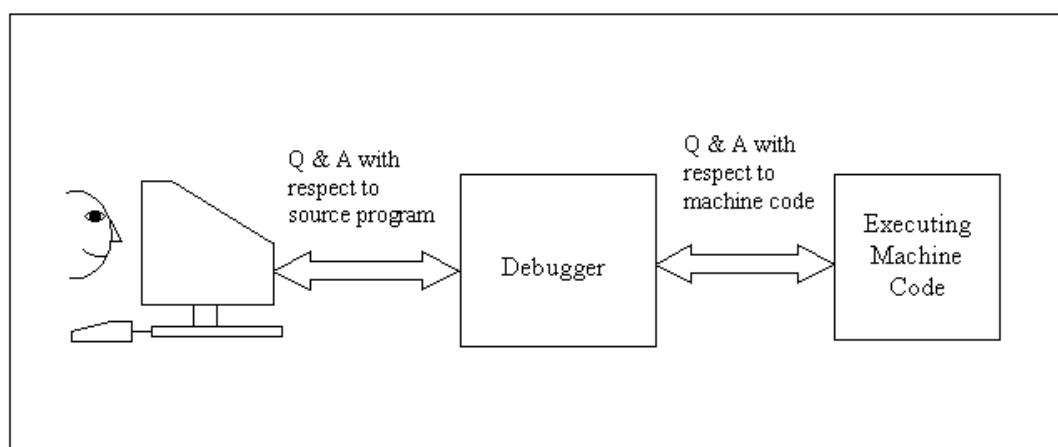 Q & A with
respect to
source program
Debugger
Q & A with
respect to
machine code
Executing
Machine
Code